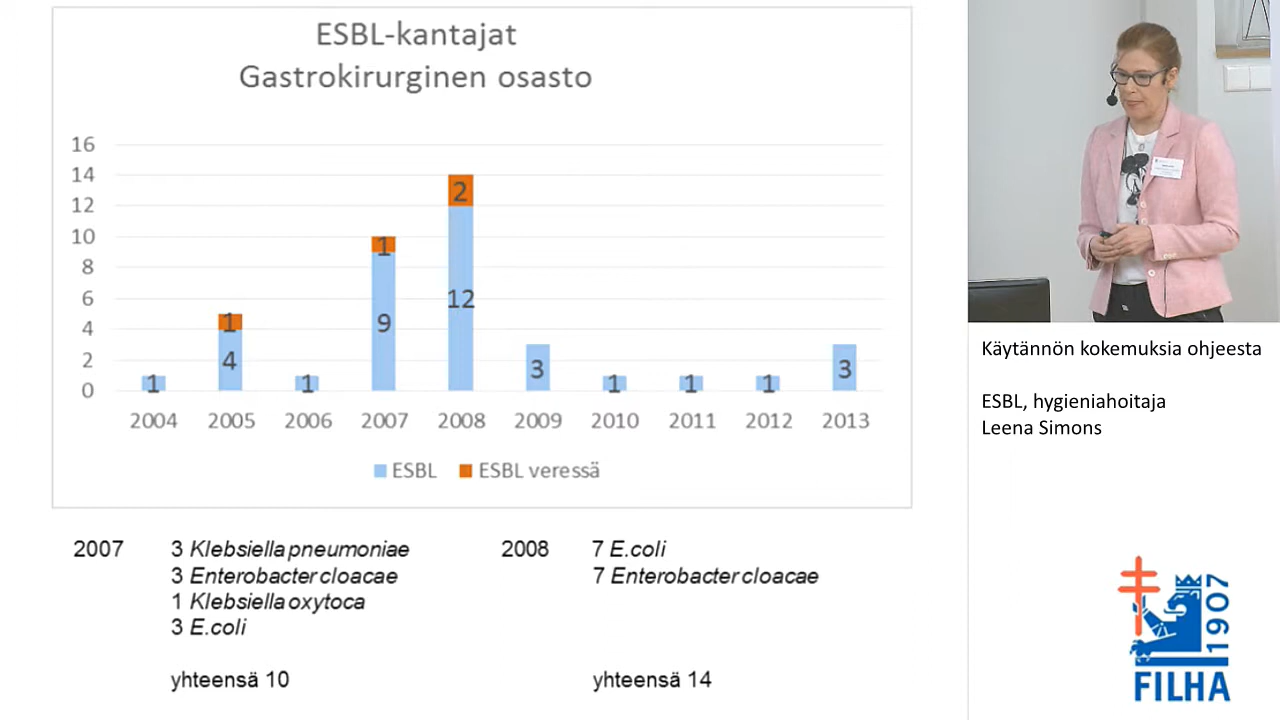 ESBL-kantajat
Gastrokirurginen osasto
16
14
12
10
8
6
4
2
0
1
4
1
1
9
1
12
2
3
1
1
1
3
2004 2005 2006 2007 2008 2009 2010 2011 2012 2013
ESBL ESBL veressä
2007 3 Klebsiella pneumoniae
3 Enterobacter cloacae
1 Klebsiella oxytoca
3 E.coli
yhteensä 10
2008 7 E.coli
7 Enterobacter cloacae
yhteensä 14
Käytännön kokemuksia ohjeesta
ESBL, hygieniahoitaja
Leena Simons
1907
FILHA